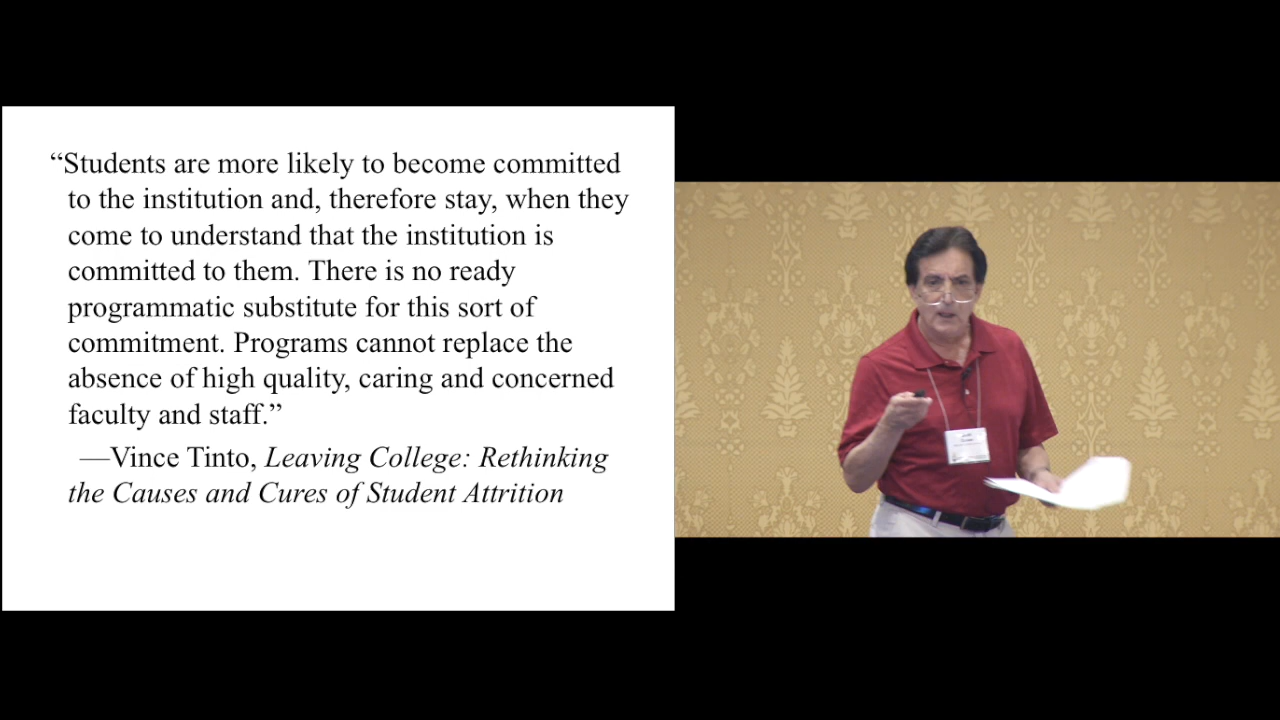 “Students are more likely to become committed
to the institution and, therefore stay, when they
come to understand that the institution is
committed to them. There is no ready
programmatic substitute for this sort of
commitment. Programs cannot replace the
absence of high quality, caring and concerned
faculty and staff.”
—Vince Tinto, Leaving College: Rethinking
the Causes and Cures of Student Attrition